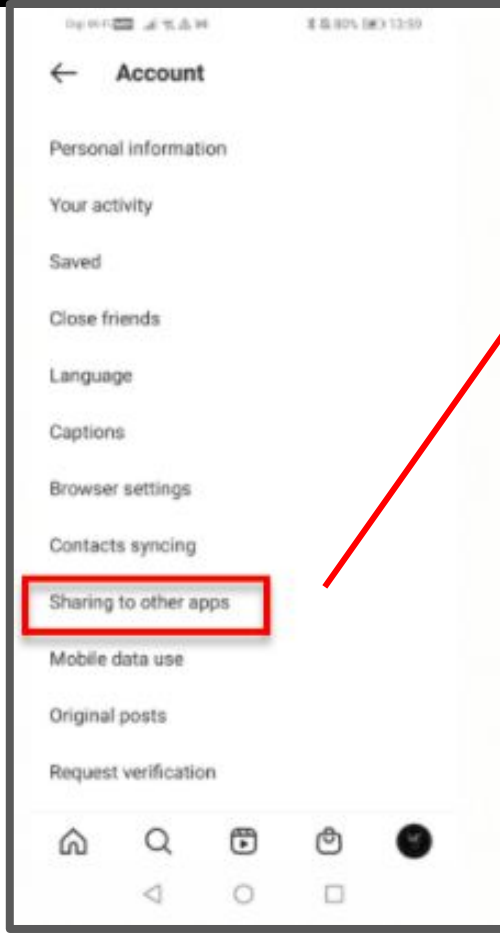 Account
Personal information
Your activity
Saved
Close friends
Language
Captions
Browser settings
Contacts syncing
Sharing to other apps
Mobile data use
Original posts
Request verification